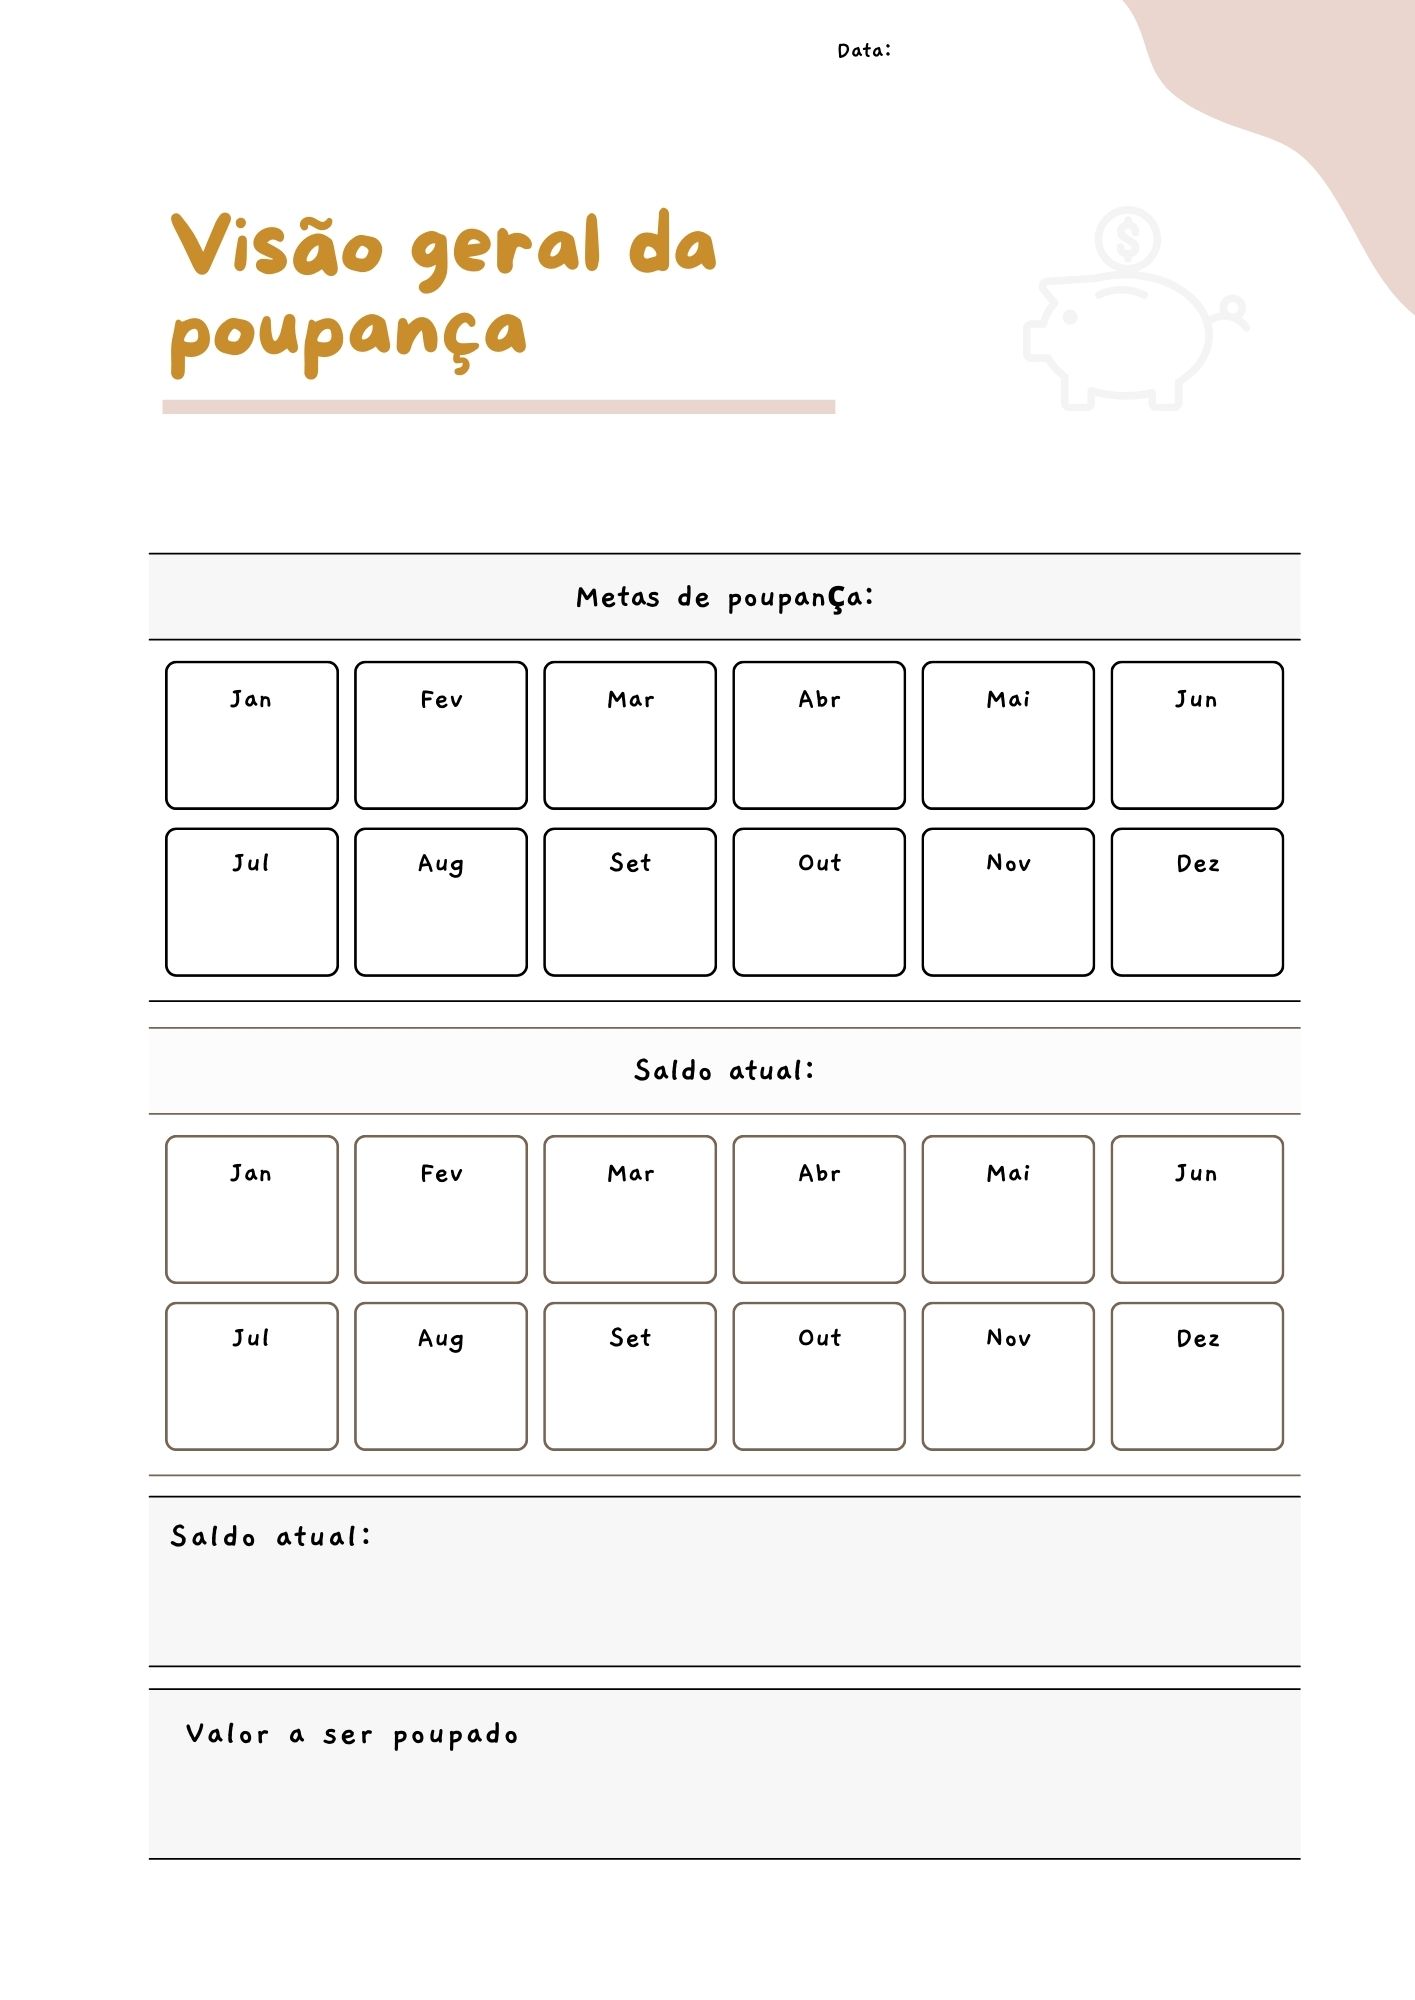 Data:
Visão geral da
poupança
Metas de poupança:
Jan Fev Mar Abr Mai Jun
Jul Aug Set Out Nov Dez
Saldo atual:
Jan Fev Mar Abr Mai Jun
Jul Aug Set Out Nov Dez
Saldo atual:
Valor a ser poupado